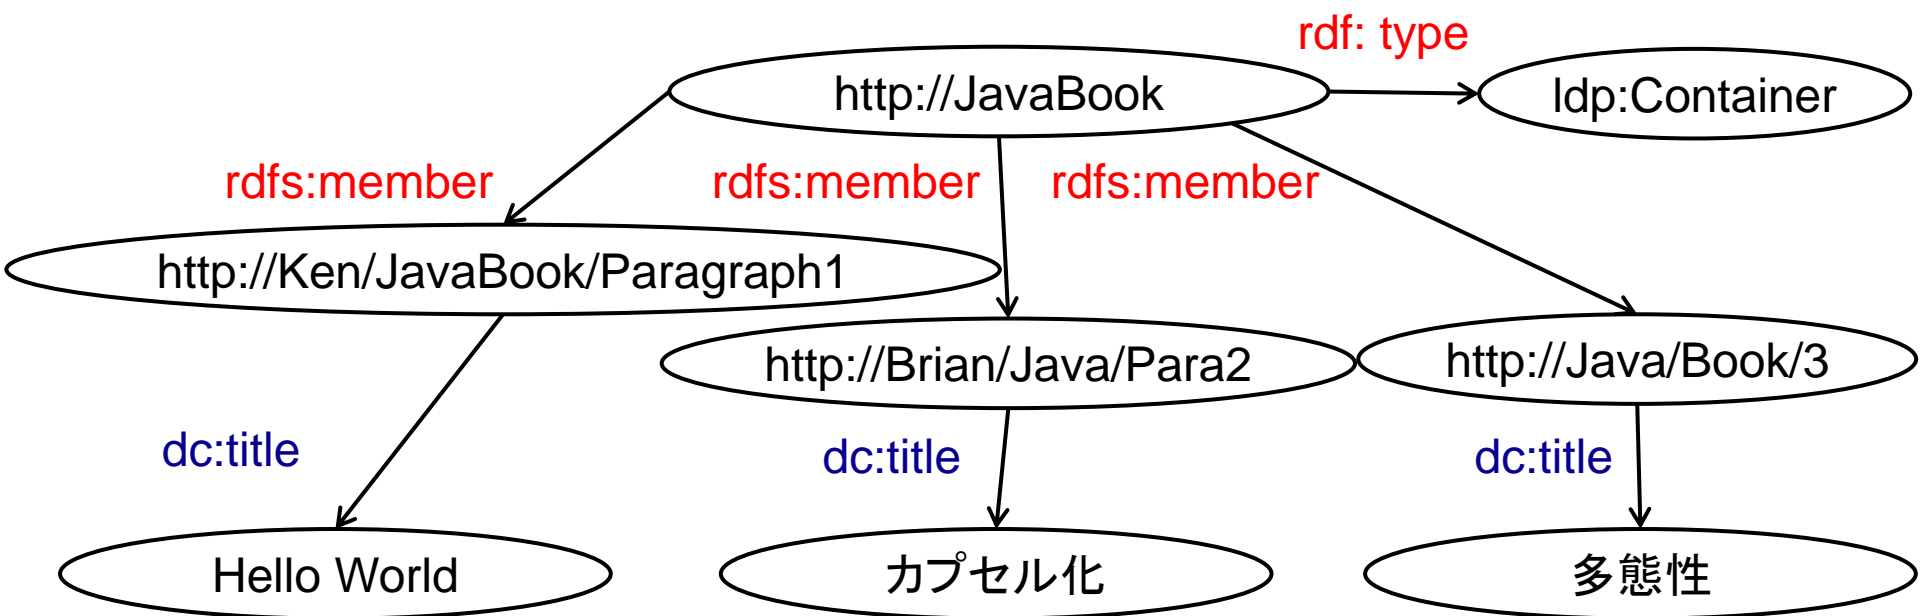 rdf: type
http://JavaBook
ldp:Container
rdfs:member
rdfs:member
rdfs:member
http://Ken/JavaBook/Paragraph1
http://Brian/Java/Para2
http://Java/Book/3
dc:title
dc:title
dc:title
Hello World
カプセル化
多態性